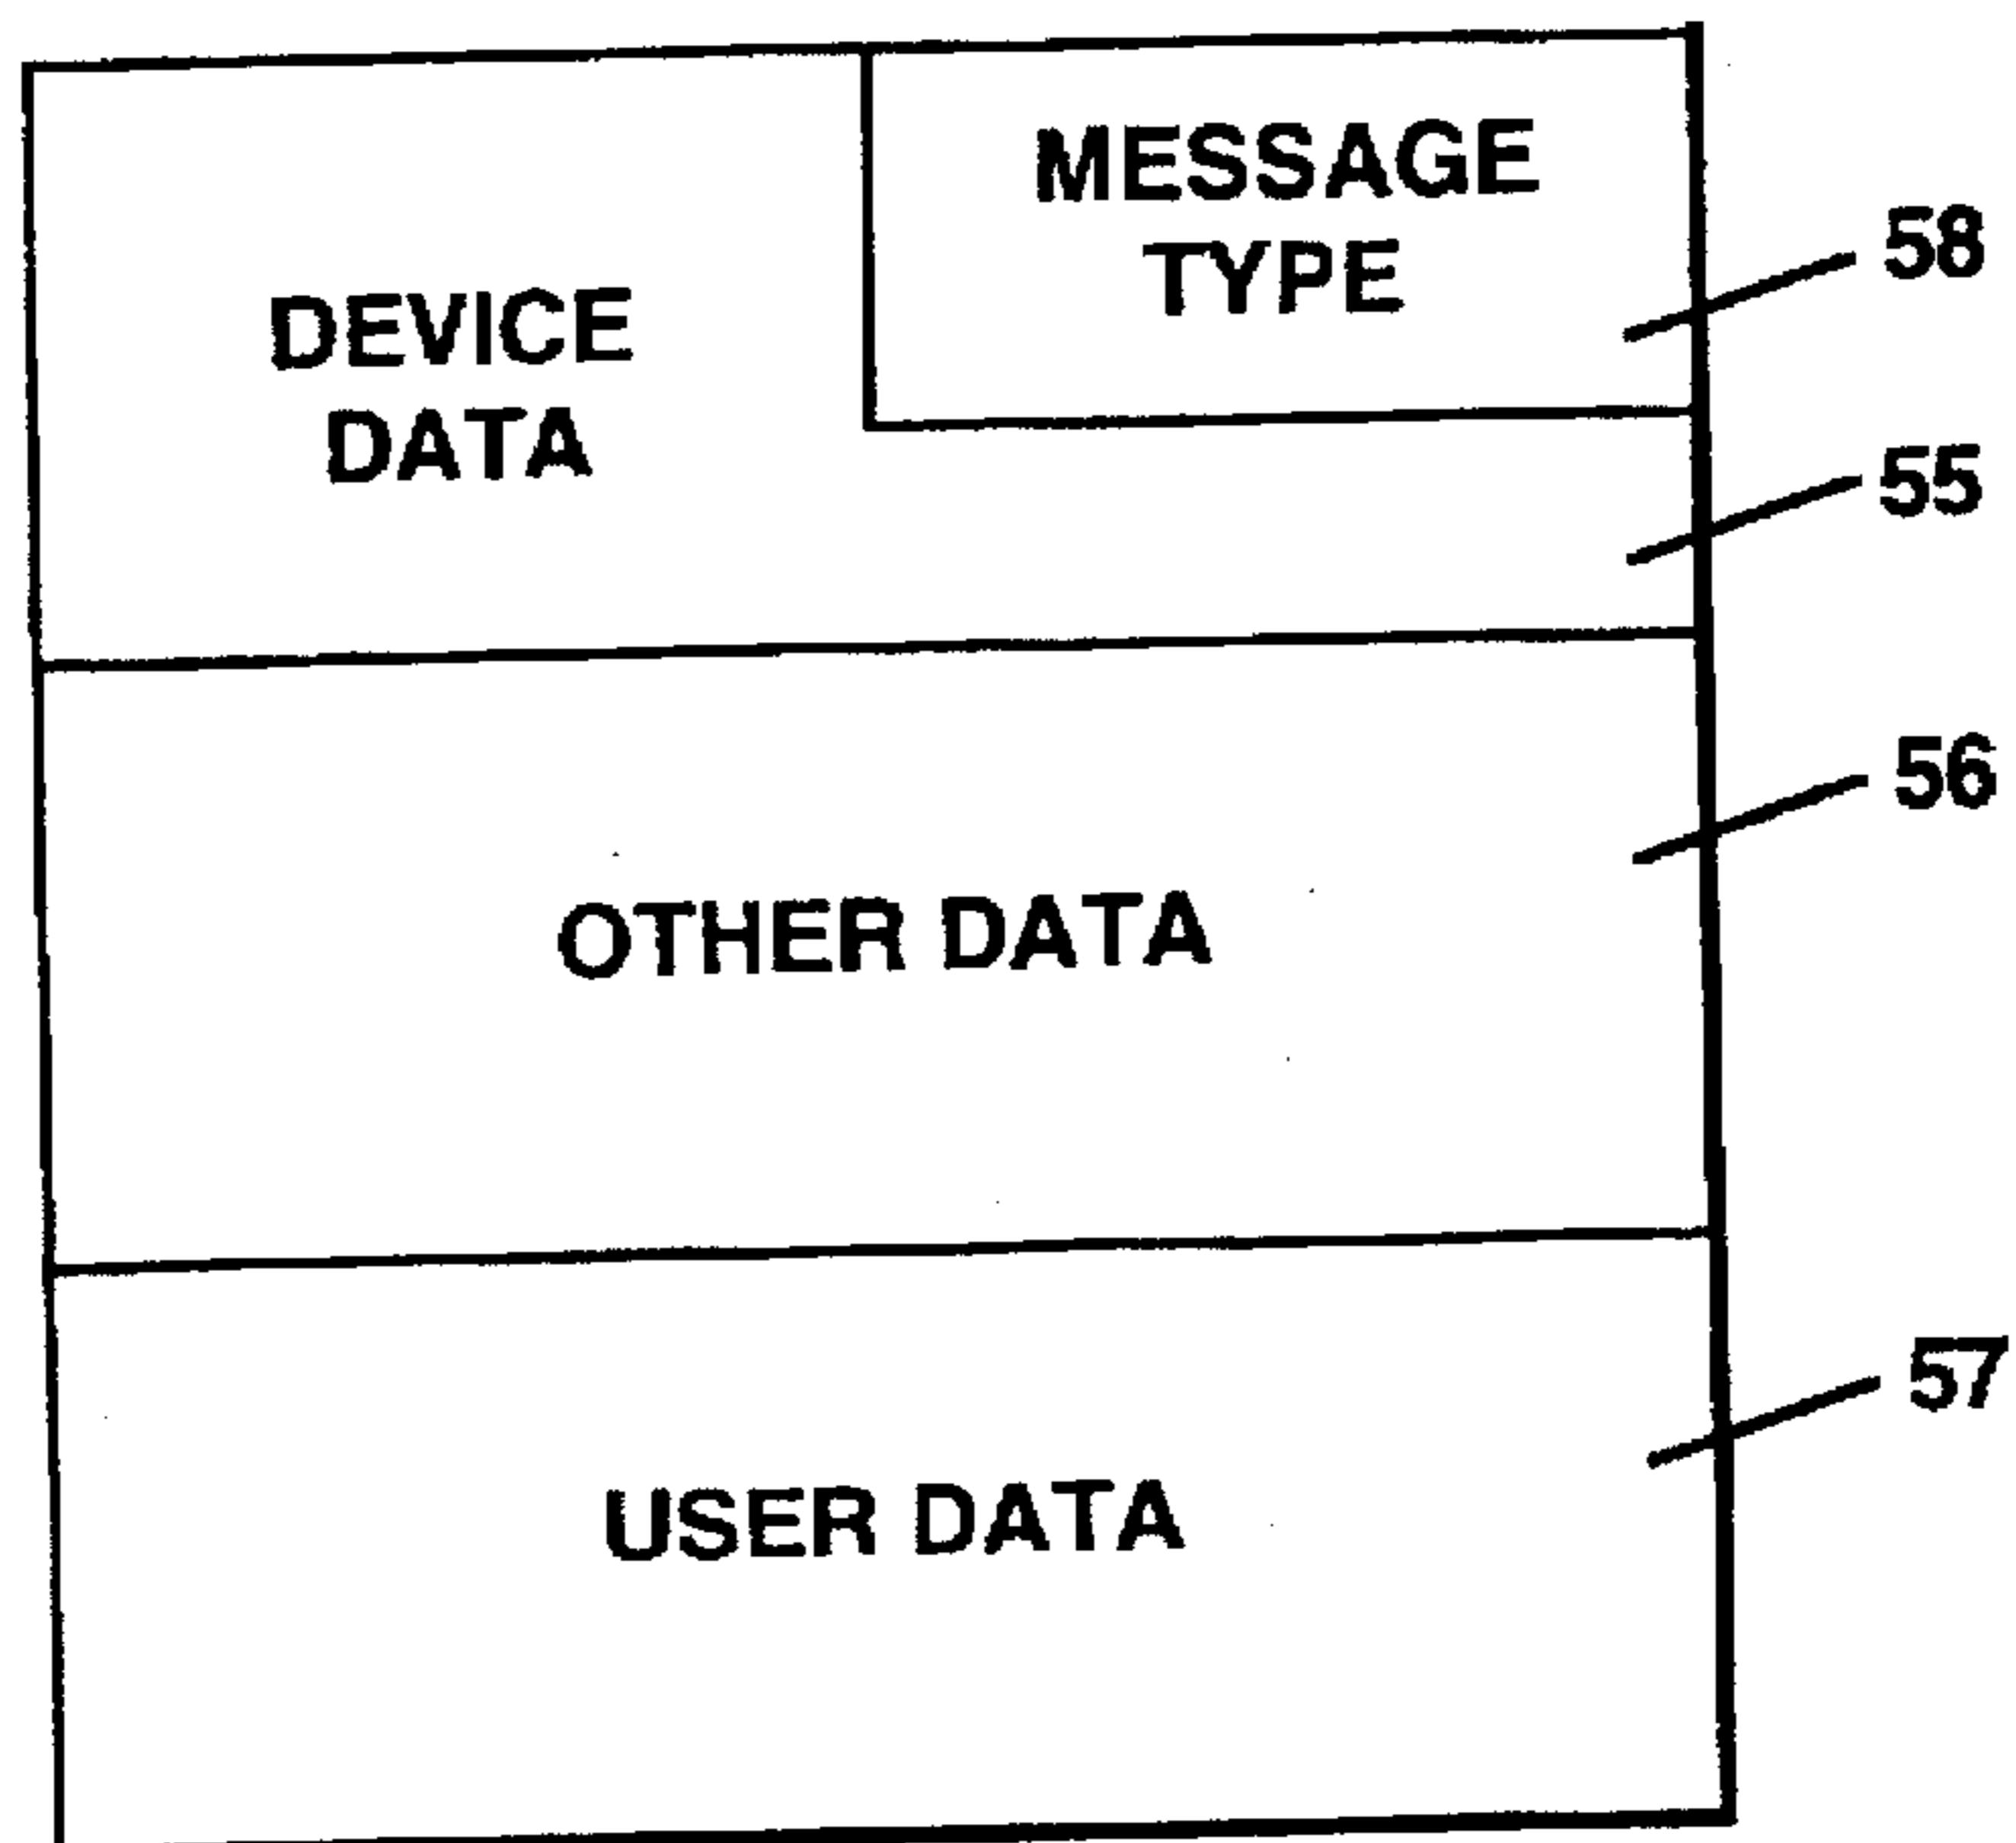 MESSAGE
TYPE
58
DEVICE
DATA
55
56
OTHER DATA
57
USER DATA